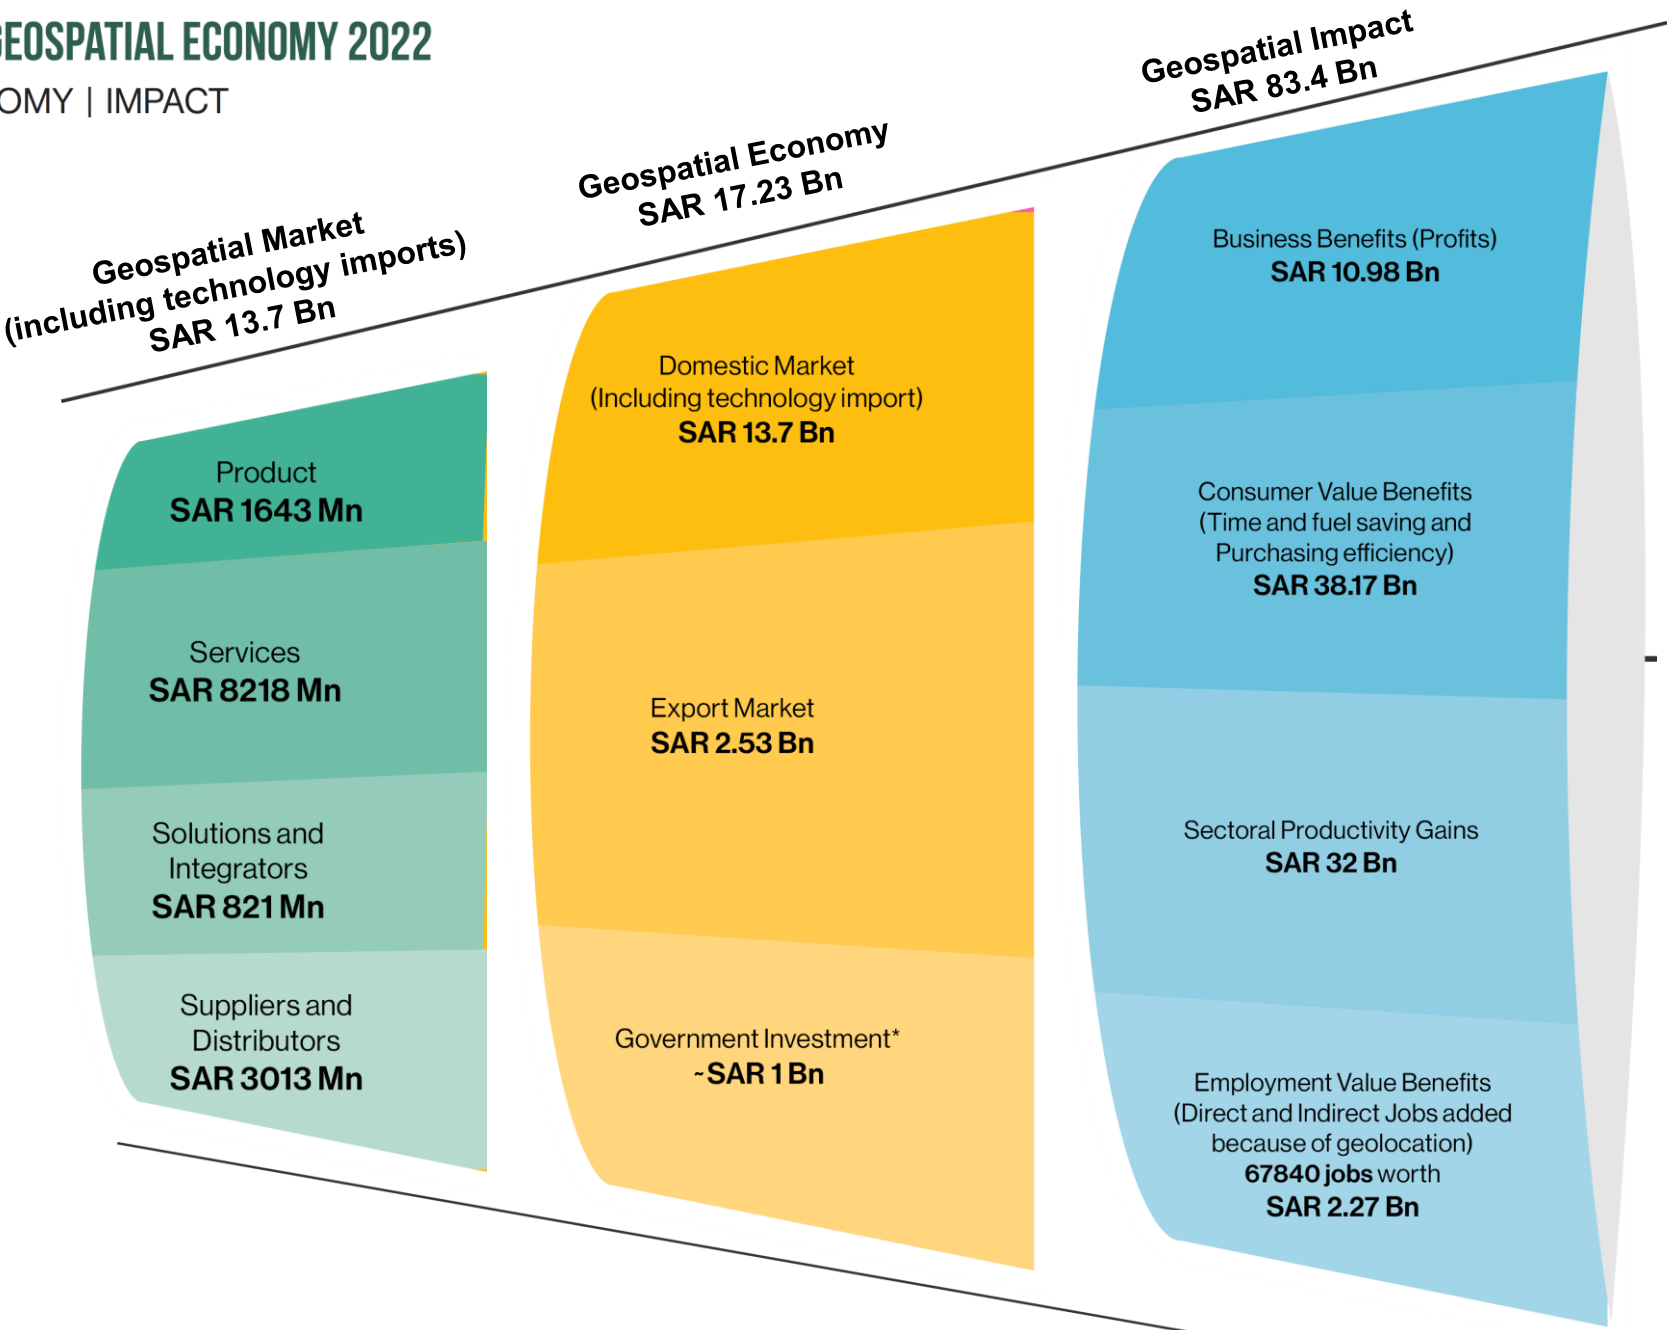 GEOSPATIAL ECONOMY 2022
OMY | IMPACT
Geospatial Market
(including technology imports)
SAR 13.7 Bn
Product
SAR 1643 Mn
Services
SAR 8218 Mn
Solutions and
Integrators
SAR 821 Mn
Suppliers and
Distributors
SAR 3013 Mn
Geospatial Economy
SAR 17.23 Bn
Domestic Market
(Including technology import)
SAR 13.7 Bn
Export Market
SAR 2.53 Bn
Government Investment*
~SAR 1 Bn
Geospatial Impact
SAR 83.4 Bn
Business Benefits (Profits)
SAR 10.98 Bn
Consumer Value Benefits
(Time and fuel saving and
Purchasing efficiency)
SAR 38.17 Bn
Sectoral Productivity Gains
SAR 32 Bn
Employment Value Benefits
(Direct and Indirect Jobs added
because of geolocation)
67840 jobs worth
SAR 2.27 Bn